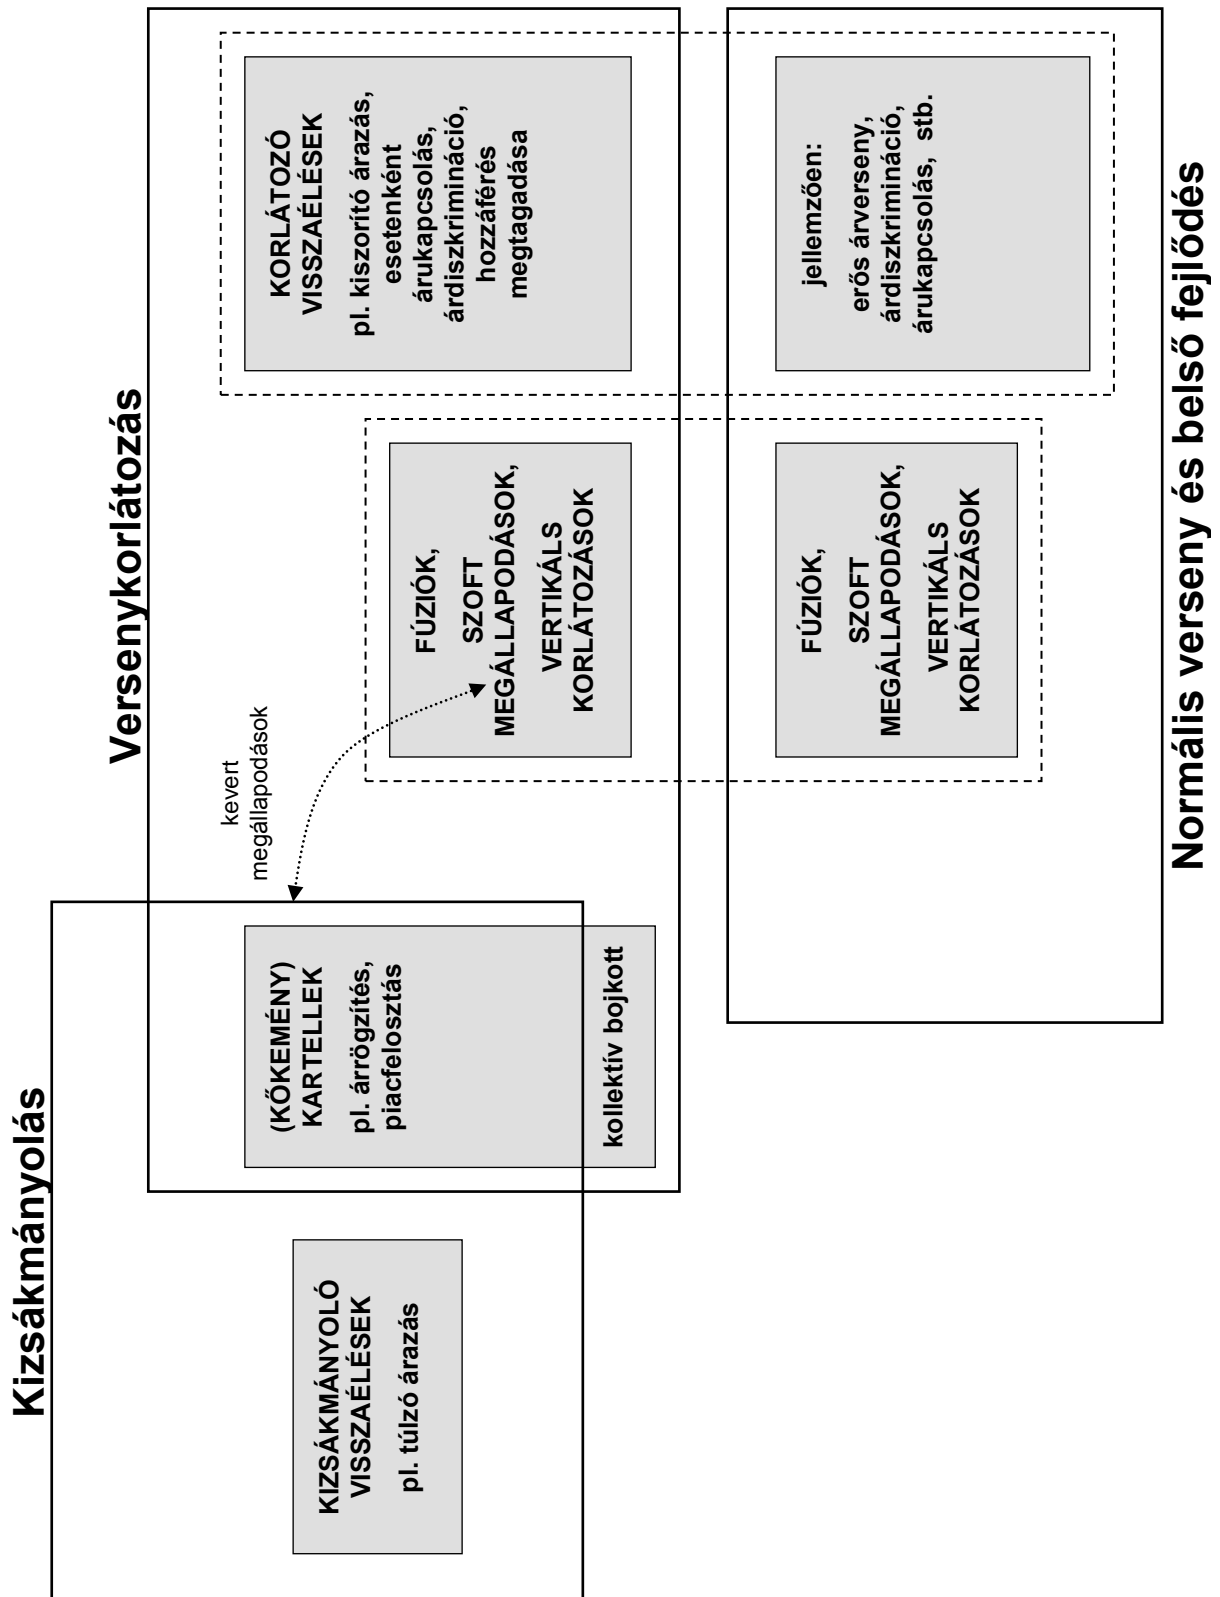 Kizsákmányolás
KIZSÁKMÁNYOLÓ
VISSZAÉLÉSEK
pl. túlzó árazás
Versenykorlátozás
(KŐKEMÉNY)
KARTELLEK
pl. árrögzítés,
piacfelosztás
kollektív bojkott
kevert
megállapodások
FÚZIÓK,
SZOFT
MEGÁLLAPODÁSOK,
VERTIKÁLS
KORLÁTOZÁSOK
KORLÁTOZÓ
VISSZAÉLÉSEK
pl. kiszorító árazás,
esetenként
árukapcsolás,
árdiszkrimináció,
hozzáférés
megtagadása
FÚZIÓK,
SZOFT
MEGÁLLAPODÁSOK,
VERTIKÁLS
KORLÁTOZÁSOK
jellemzően:
erős árverseny,
árdiszkrimináció,
árukapcsolás, stb.
Normális verseny és belső fejlődés